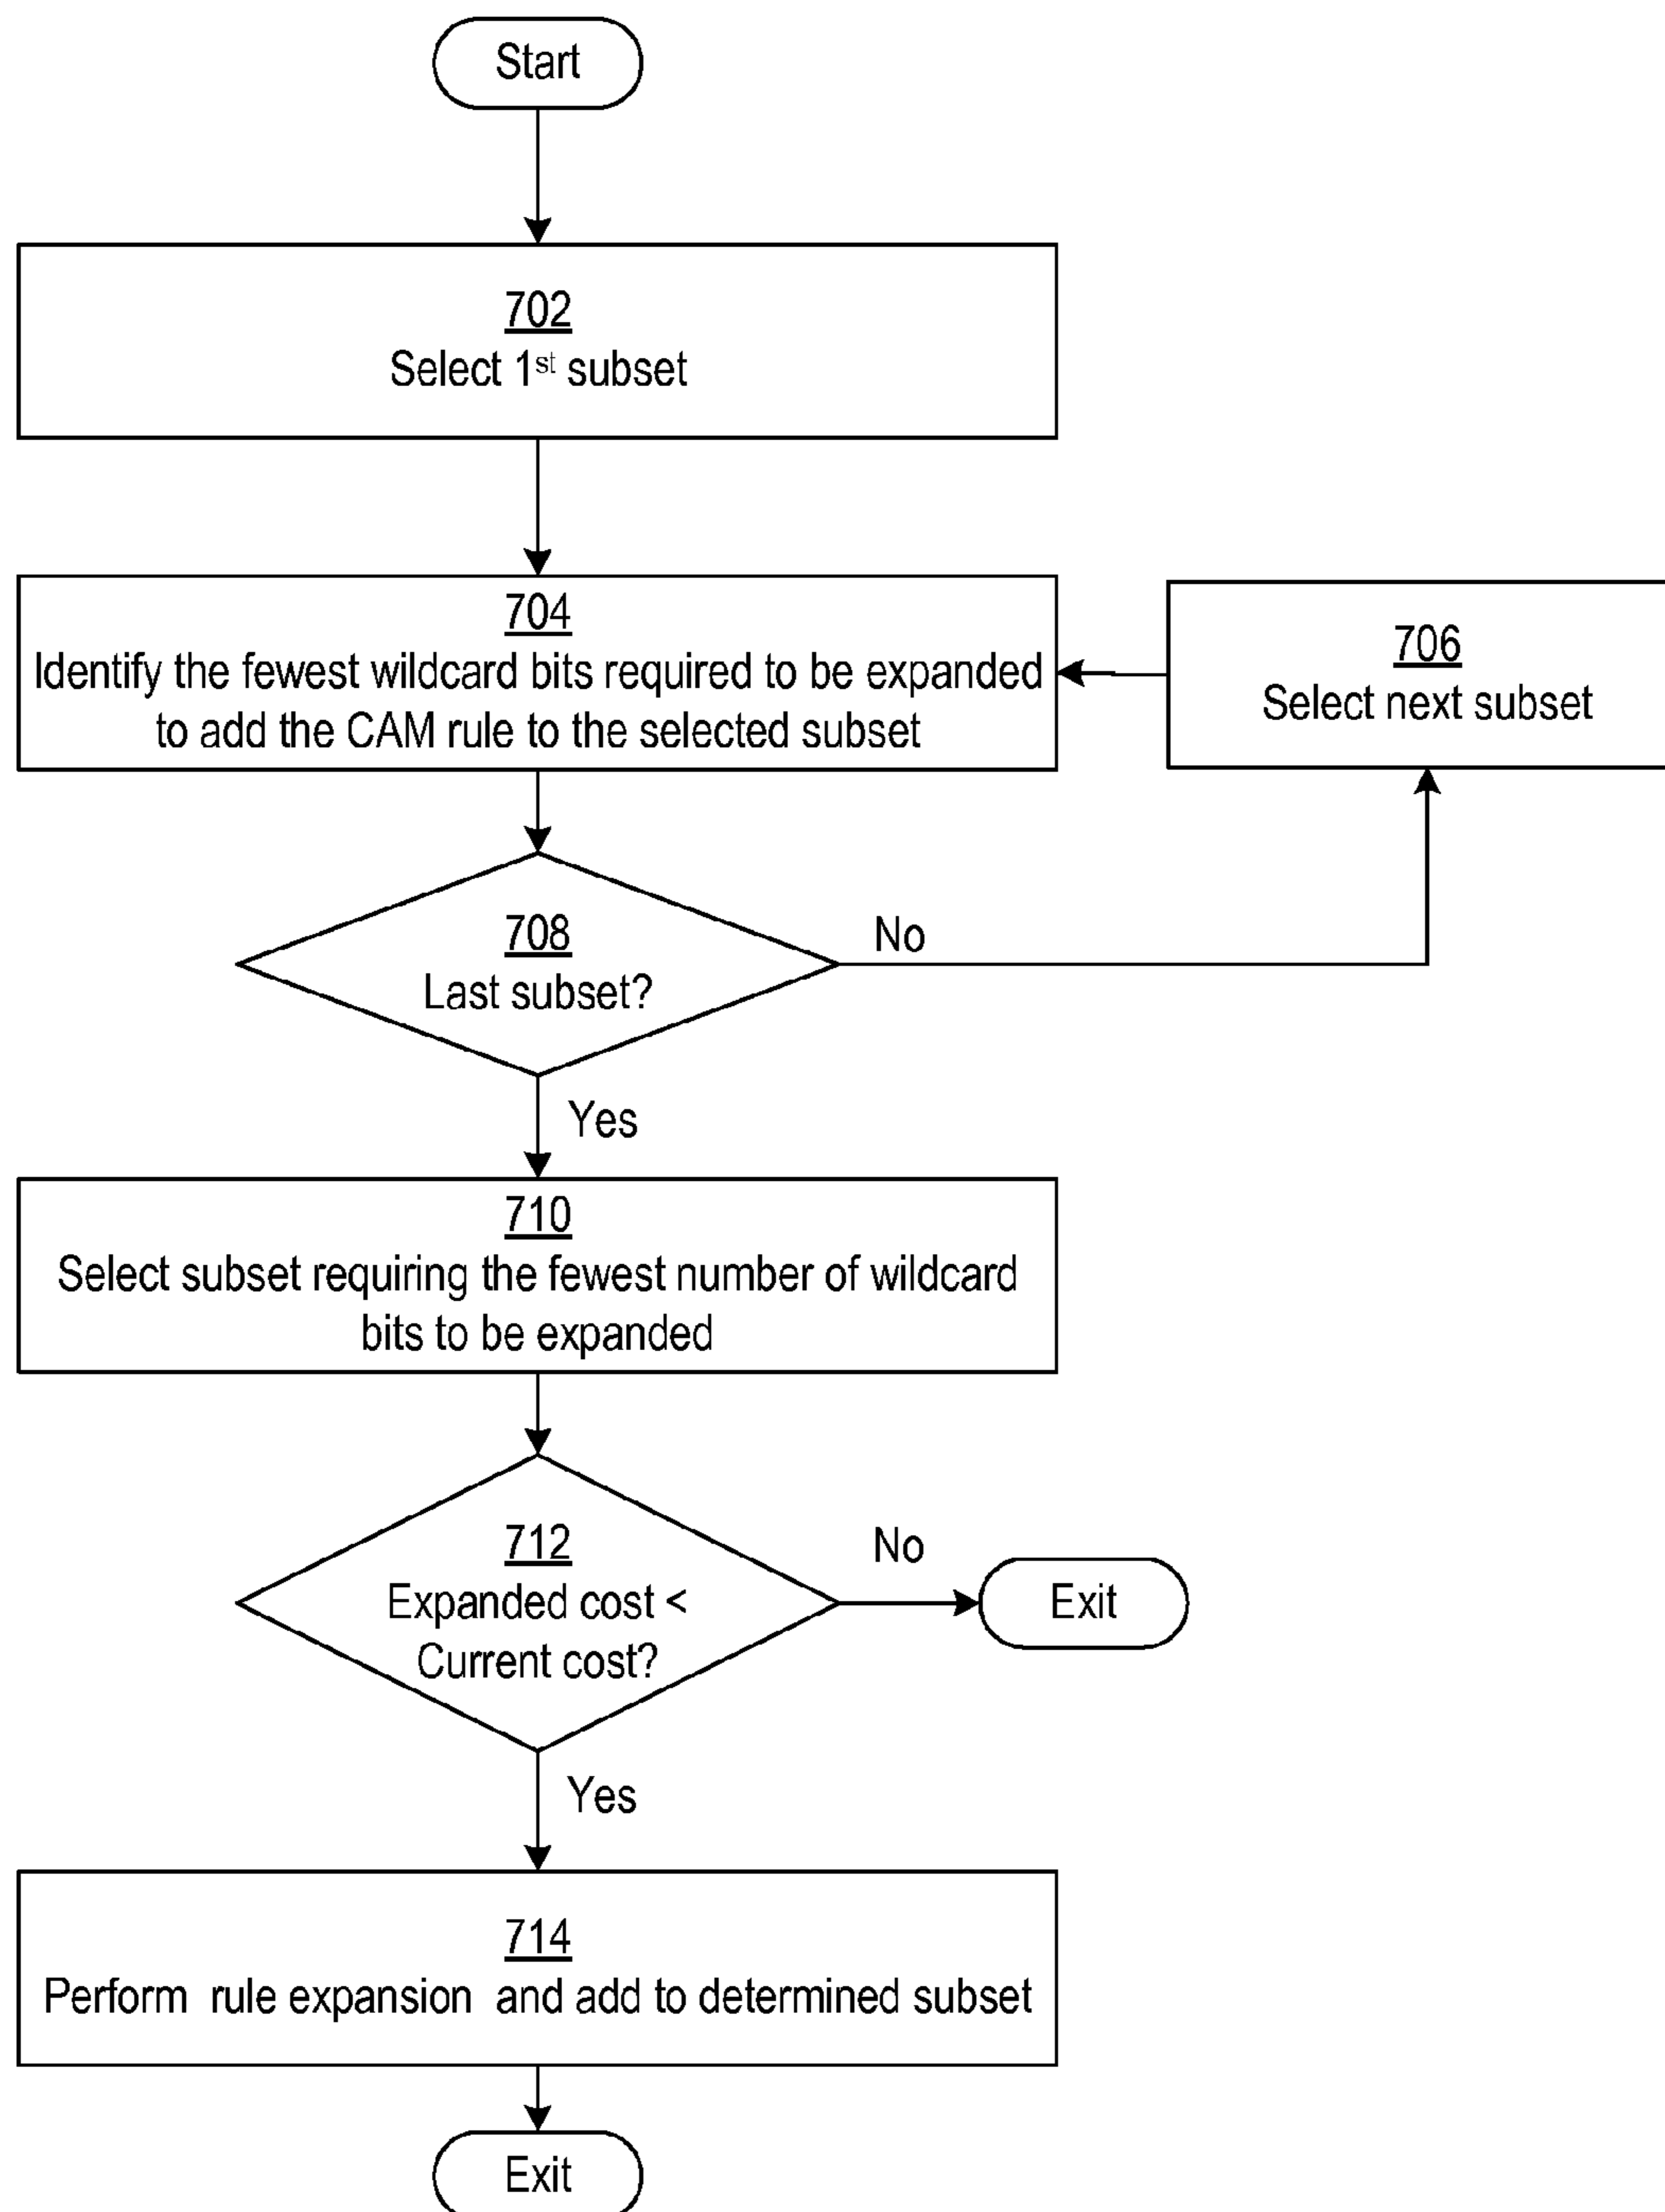 Start
702
Select 1st subset
704
Identify the fewest wildcard bits required to be expanded
to add the CAM rule to the selected subset
706
Select next subset
708
Last subset?
No
Yes
710
Select subset requiring the fewest number of wildcard
bits to be expanded
712
Expanded cost <
Current cost?
No
Exit
Yes
714
Perform rule expansion and add to determined subset
Exit